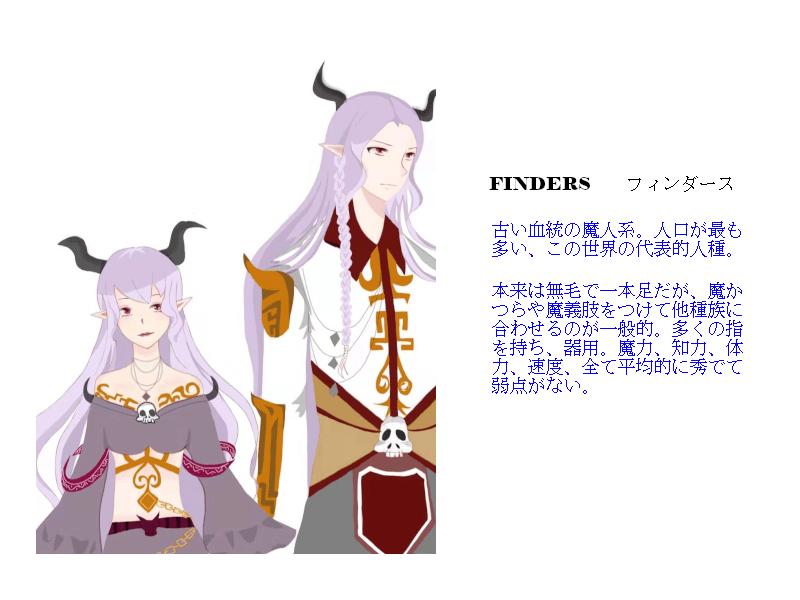 FINDERS フィンダース
古い血統の魔人系。人口が最も
多い、この世界の代表的人種。
本来は無毛で一本足だが、魔か
つらや魔義肢をつけて他種族に
合わせるのが一般的。多くの指
を持ち、器用。魔力、知力、体
力、速度、全て平均的に秀でて
弱点がない。